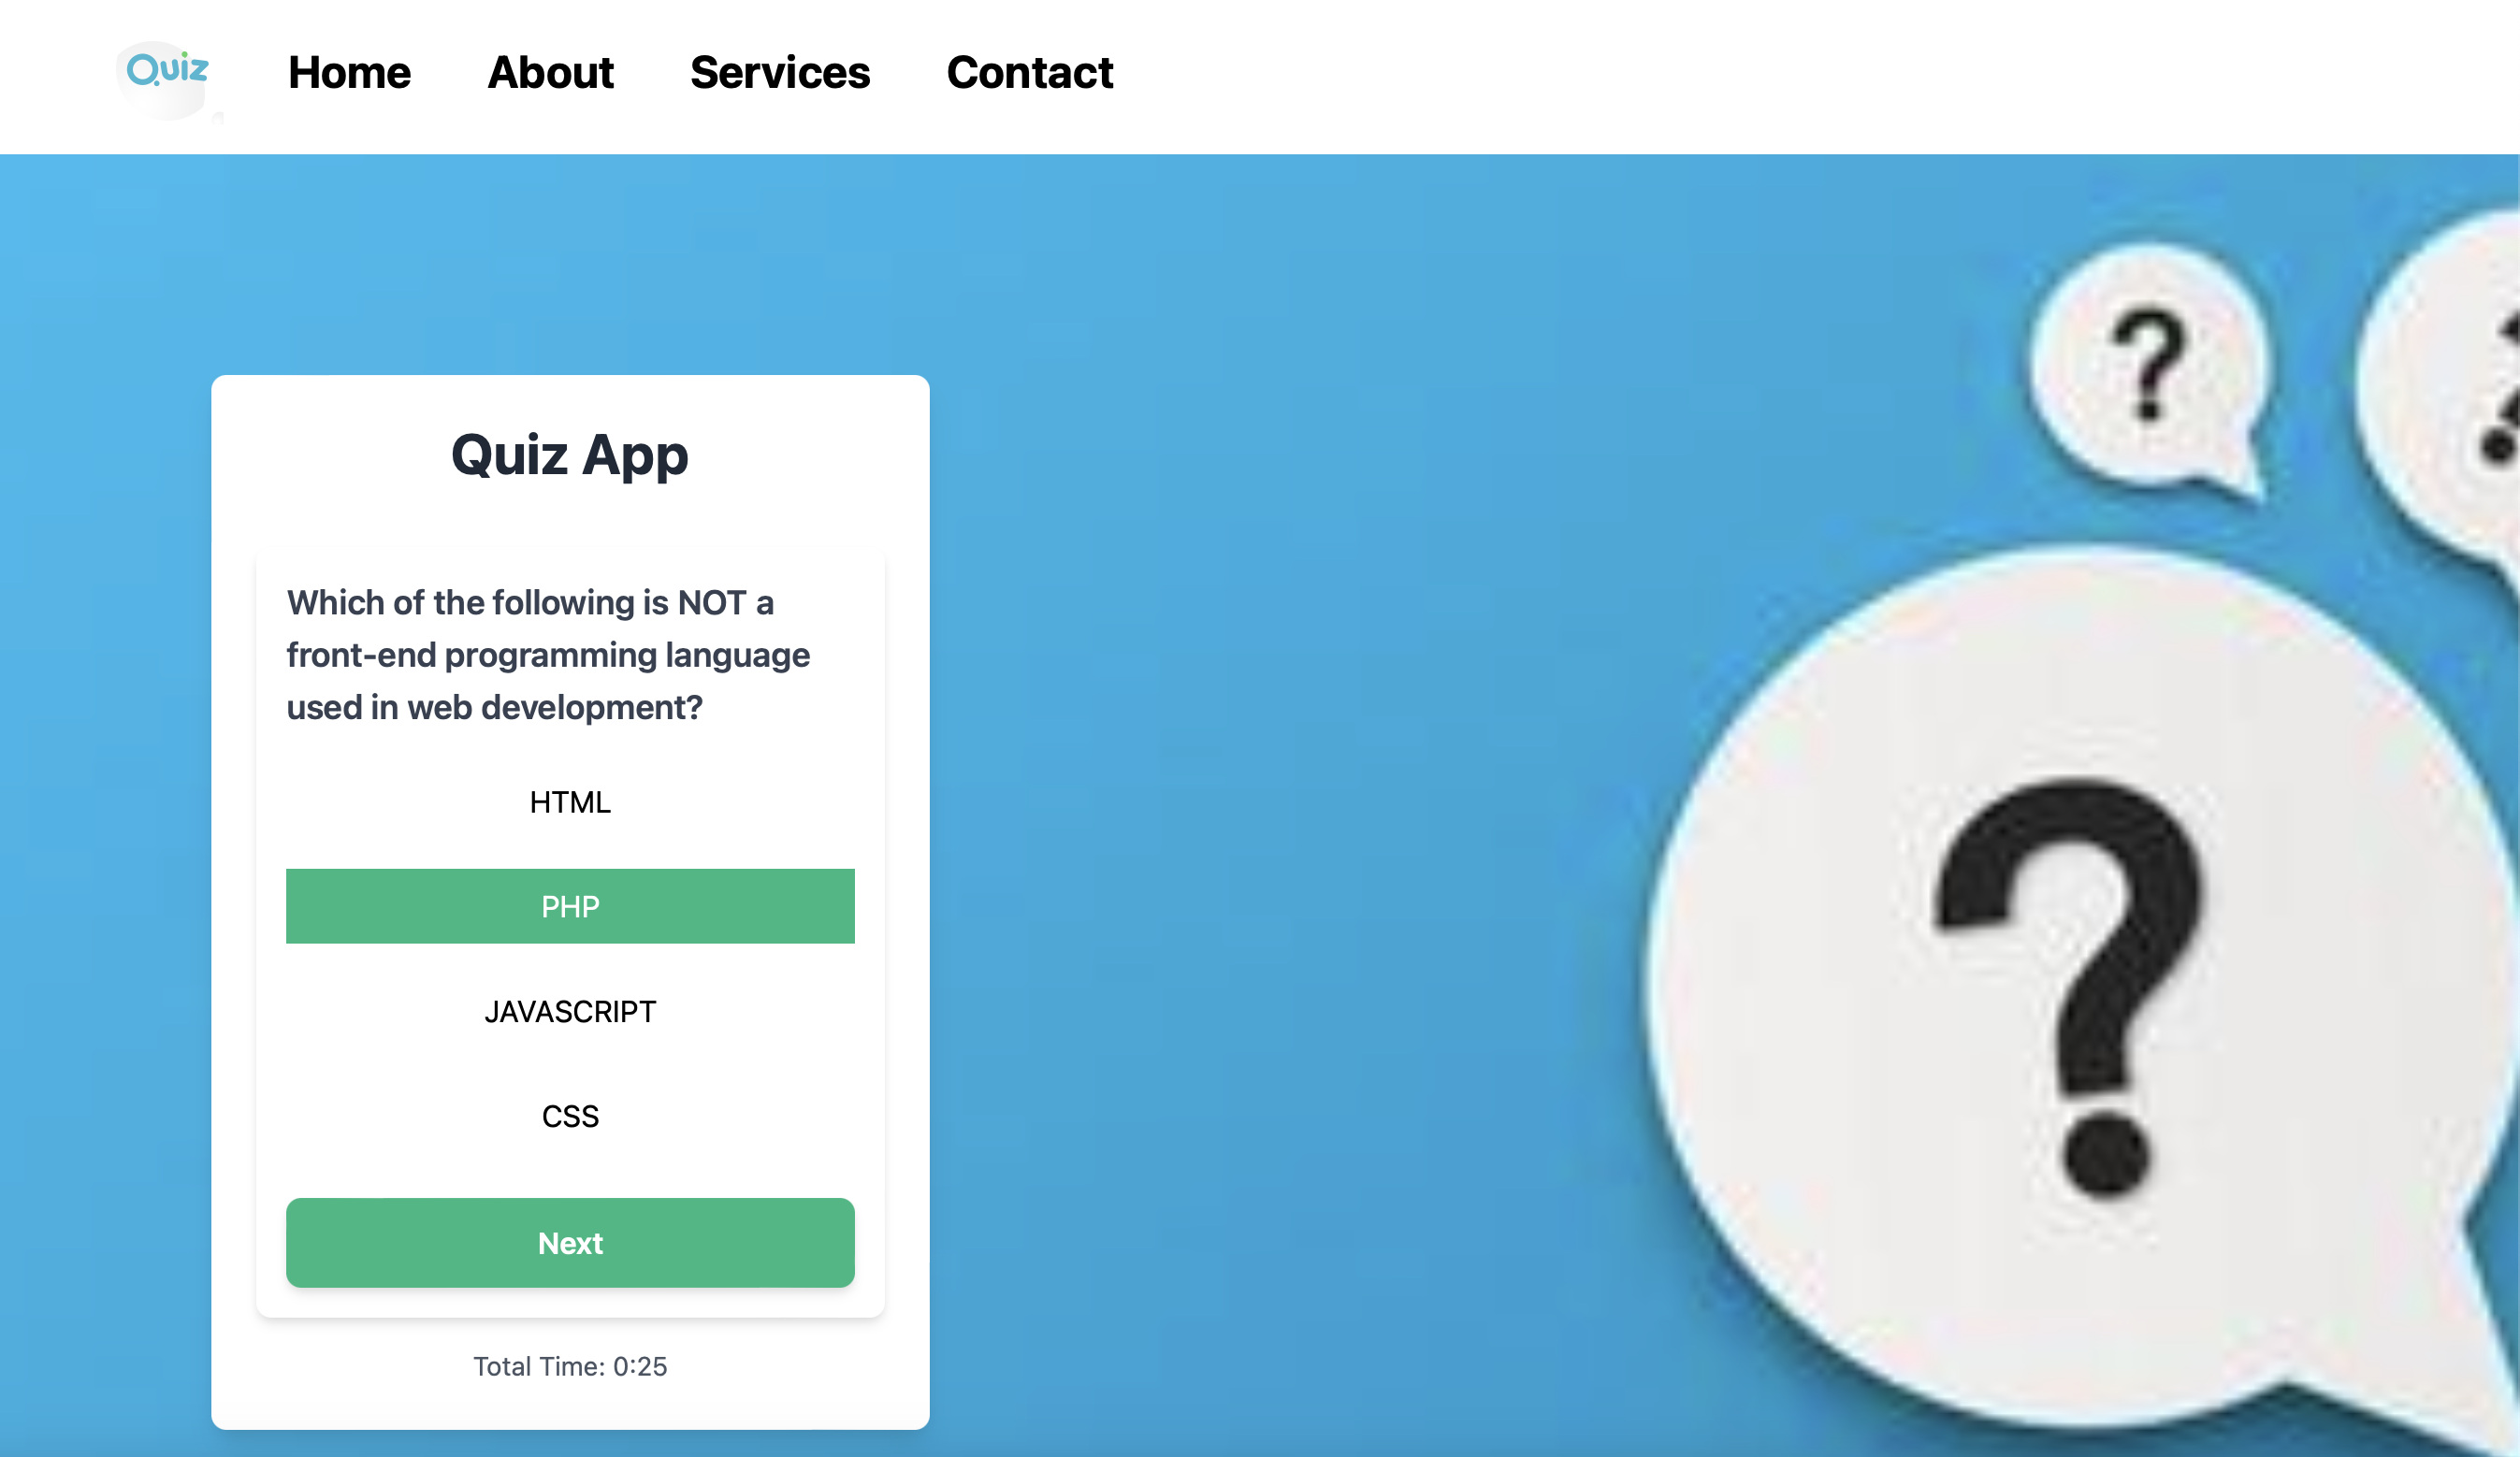 Quiz
Home
About
Services
Contact
Quiz App
Which of the following is NOT a
front-end programming language
used in web development?
HTML
PHP
JAVASCRIPT
CSS
Next
Total Time: 0:25
?
?
?